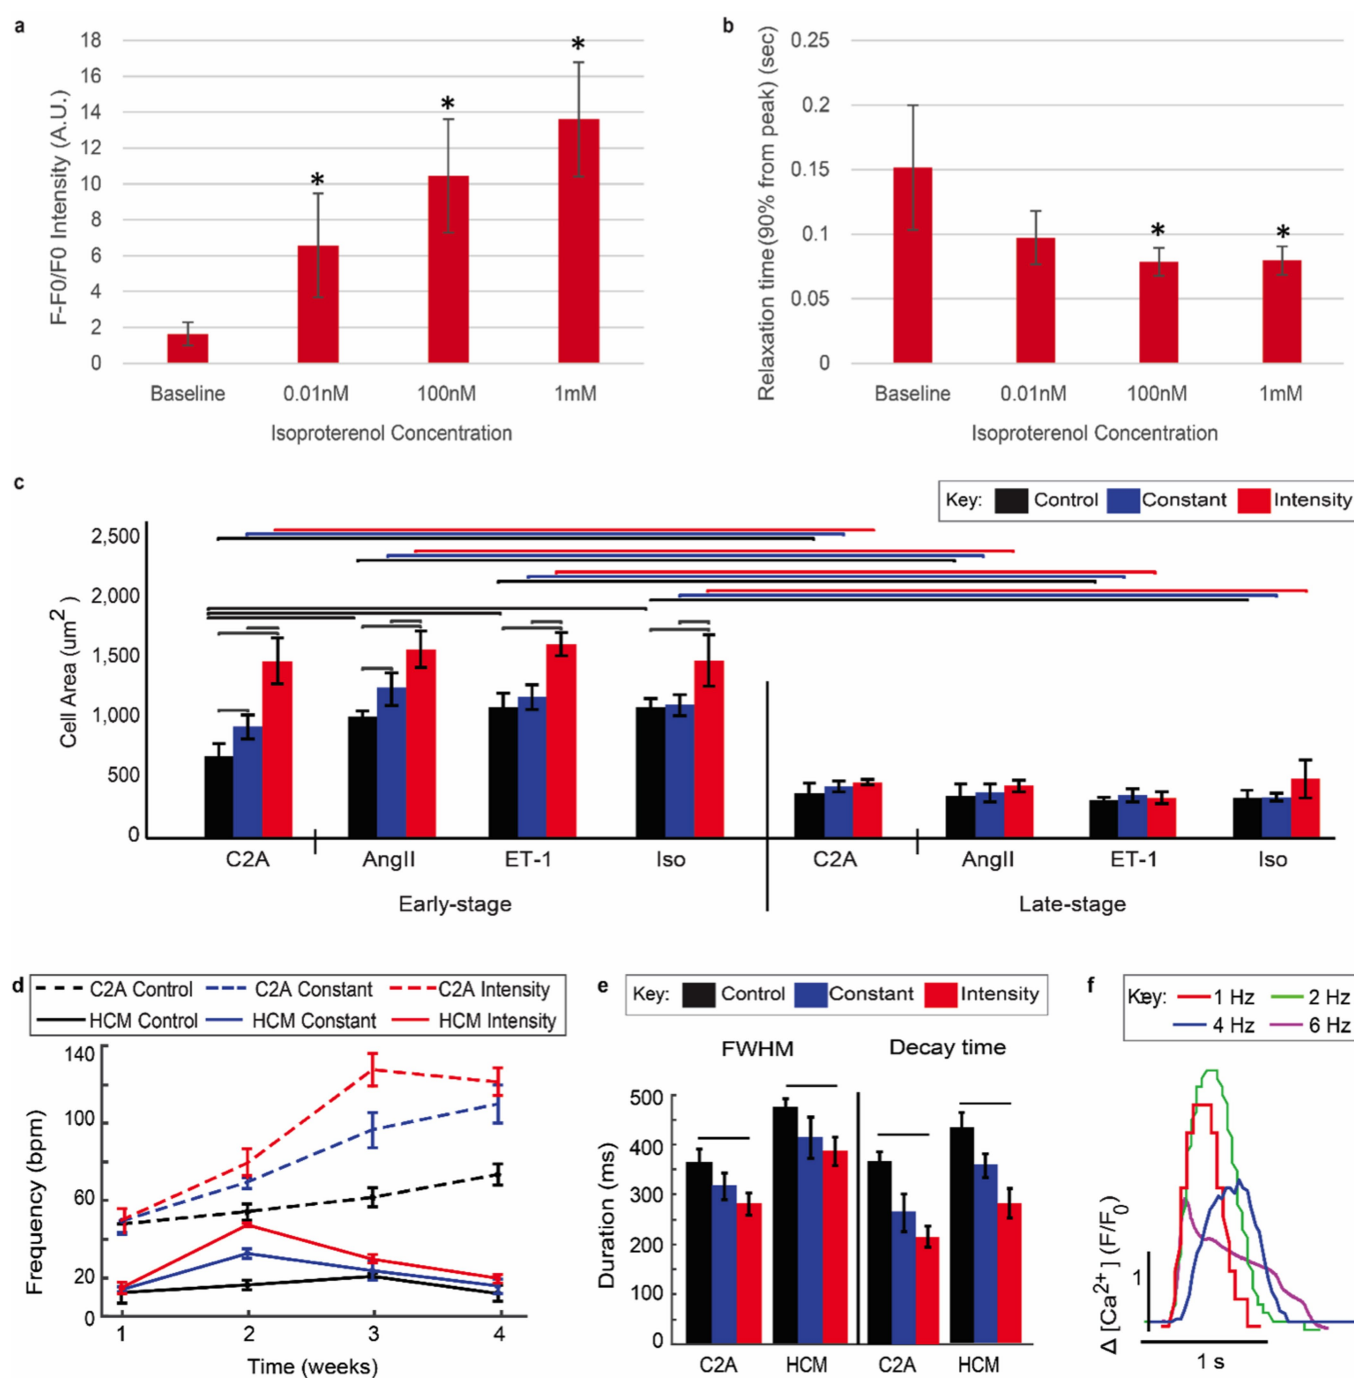 a
18
16
14
12
10
8
6
4
2
0
F-F0/F0 Intensity (A.U.)
*
*
*
Baseline 0.01nM 100nM 1mM
Isoproterenol Concentration
b
0.25
0.2
0.15
0.1
0.05
0
Relaxation time (90% from peak) (sec)
*
*
Baseline 0.01nM 100nM 1mM
Isoproterenol Concentration
c
Key: Control Constant Intensity
2,500
2,000
1,500
1,000
500
0
Cell Area (um²)
C2A AngII ET-1 Iso C2A AngII ET-1 Iso
Early-stage Late-stage
d
C2A Control C2A Constant C2A Intensity
HCM Control HCM Constant HCM Intensity
140
100
60
20
0
Frequency (bpm)
1 2 3 4
Time (weeks)
e
Key: Control Constant Intensity
FWHM Decay time
500
400
300
200
100
0
Duration (ms)
C2A HCM C2A HCM
f
Key: 1 Hz 2 Hz
4 Hz 6 Hz
Δ [Ca²⁺] (F/F₀)
1
1 s